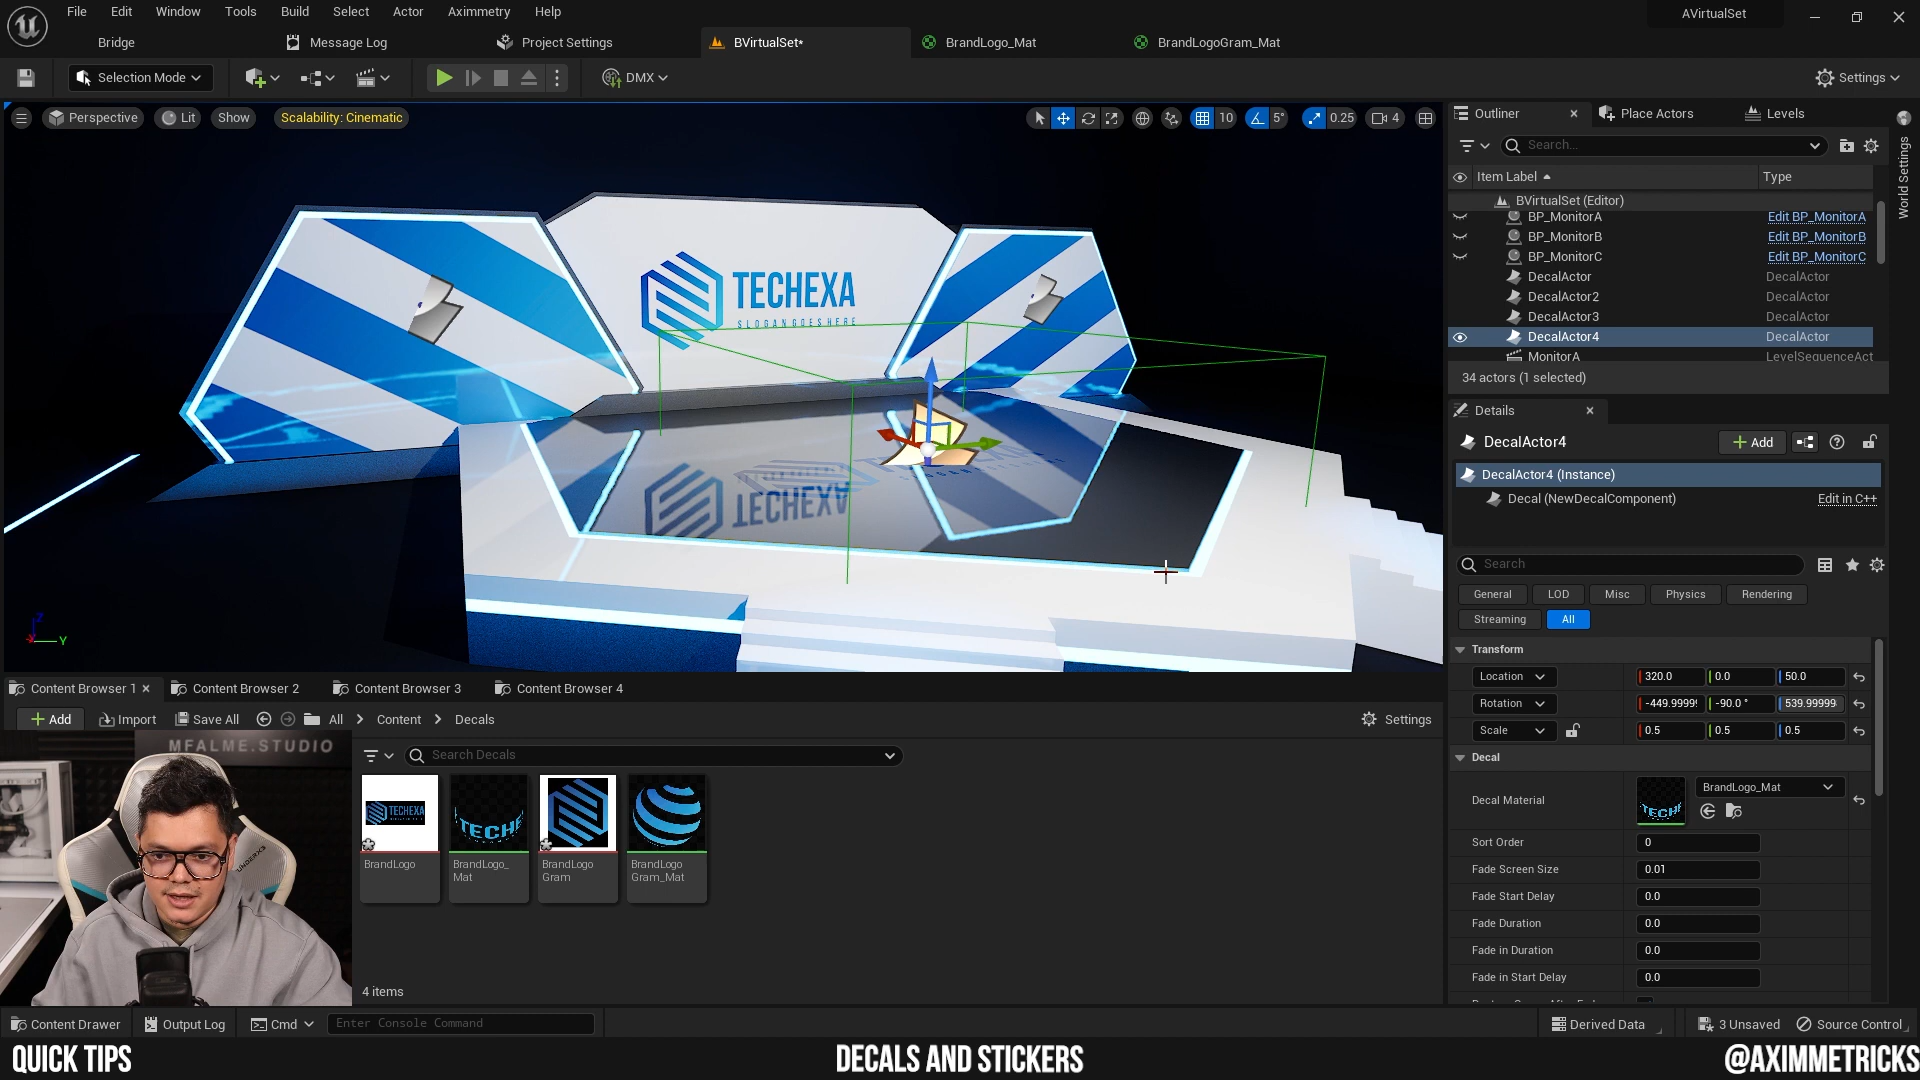 File Edit Window Tools Build Select Actor Aximmetry Help
AVirtualSet
Bridge Message Log Project Settings BVirtualSet* BrandLogo_Mat BrandLogoGram_Mat
Selection Mode DMX Settings
Perspective Lit Show Scalability: Cinematic 10 5° 0.25 4
Outliner Place Actors Levels
Search...
World Settings
Item Label Type
BVirtualSet (Editor)
BP_MonitorA Edit BP_MonitorA
BP_MonitorB Edit BP_MonitorB
BP_MonitorC Edit BP_MonitorC
DecalActor DecalActor
DecalActor2 DecalActor
DecalActor3 DecalActor
DecalActor4 DecalActor
MonitorA LevelSequenceAct
34 actors (1 selected)
TECHEXA
SLOGAN GOES HERE
TECHEXA
Z
Y
Details
DecalActor4 Add
DecalActor4 (Instance)
Decal (NewDecalComponent) Edit in C++
Search
General LOD Misc Physics Rendering
Streaming All
Transform
Location 320.0 0.0 50.0
Rotation -449.9999 -90.0 ° 539.99999
Scale 0.5 0.5 0.5
Decal
Decal Material BrandLogo_Mat
Sort Order 0
Fade Screen Size 0.01
Fade Start Delay 0.0
Fade Duration 0.0
Fade in Duration 0.0
Fade in Start Delay 0.0
Content Browser 1 Content Browser 2 Content Browser 3 Content Browser 4
Add Import Save All All Content Decals Settings
MFALME.STUDIO
Search Decals
TECHEXA
TECH
BrandLogo
BrandLogo_
Mat
BrandLogo
Gram
BrandLogo
Gram_Mat
4 items
Content Drawer Output Log Cmd Enter Console Command Derived Data 3 Unsaved Source Control
QUICK TIPS DECALS AND STICKERS @AXIMMETRICKS